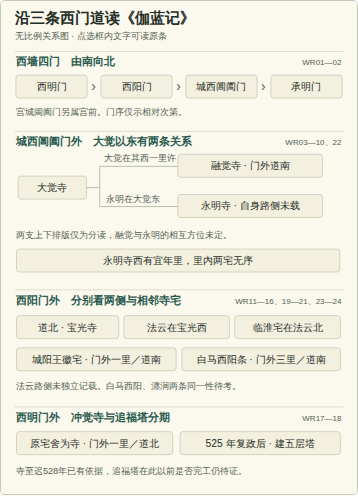 沿三条西门道读《伽蓝记》
无比例关系图 · 点选框内文字可读原条
西墙四门　由南向北
WR01—02
西明门 › 西阳门 › 城西阊阖门 › 承明门
宫城阊阖门另属宫前。门序仅示相对次第。
城西阊阖门外　大觉以东有两条关系
WR03—10、22
大觉在其西一里许
融觉寺 · 门外道南
大觉寺
永明在大觉东
永明寺 · 自身路侧未载
两支上下排版仅为分读，融觉与永明的相互方位未定。
永明寺西有宜年里，里内两宅无序
西阳门外　分别看两侧与相邻寺宅
WR11—16、19—21、23—24
道北 · 宝光寺
法云在宝光西
临淮宅在法云北
城阳王徽宅 · 门外一里／道南
白马西阳条 · 门外三里／道南
法云路侧未独立记载。白马西阳、涌涧两条同一性待考。
西明门外　冲觉寺与追福塔分期
WR17—18
原宅舍为寺 · 门外一里／道北
525 年复政后 · 建五层塔
寺至迟528年已有依据，追福塔在此以前是否完工仍待证。